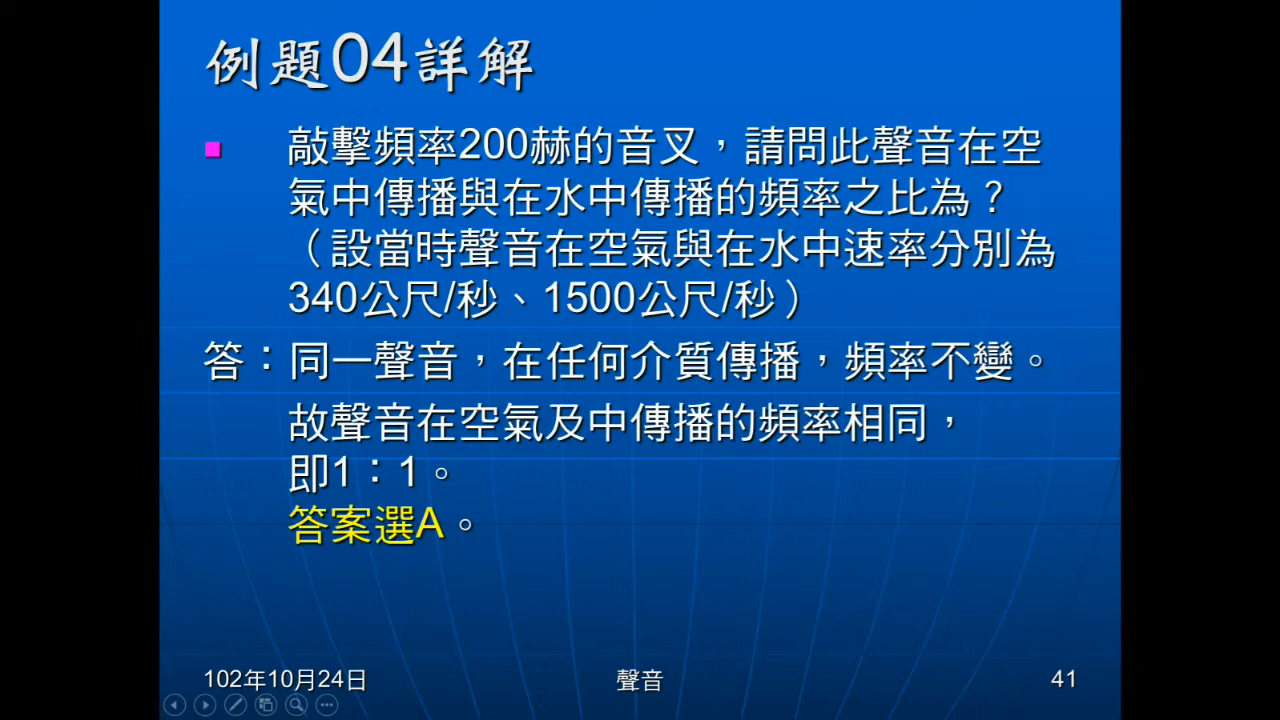 例題04詳解
敲擊頻率200赫的音叉，請問此聲音在空
氣中傳播與在水中傳播的頻率之比為？
（設當時聲音在空氣與在水中速率分別為
340公尺/秒、1500公尺/秒）
答：同一聲音，在任何介質傳播，頻率不變。
故聲音在空氣及中傳播的頻率相同，
即1：1。
答案選A。
102年10月24日
聲音
41